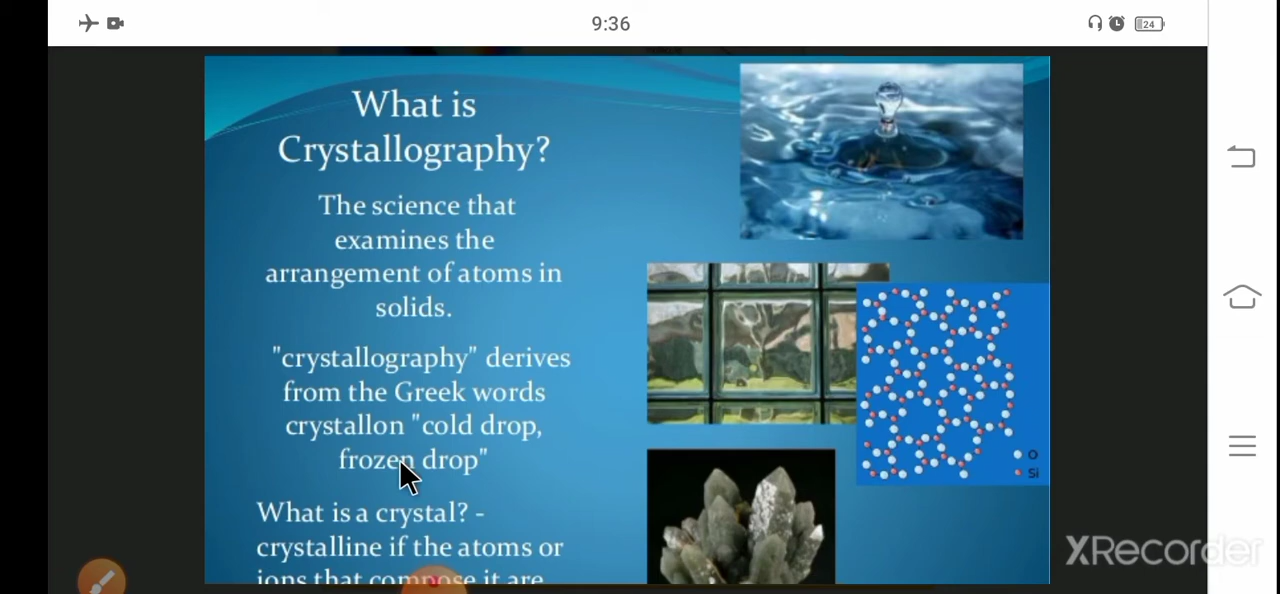 9:36
24
What is
Crystallography?
The science that
examines the
arrangement of atoms in
solids.
"crystallography" derives
from the Greek words
crystallon "cold drop,
frozen drop"
What is a crystal? -
crystalline if the atoms or
ions that compose it are
O
Si
XRecorder